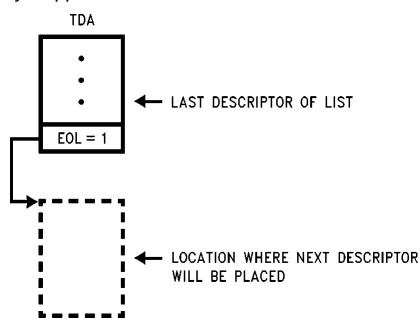 TDA
LAST DESCRIPTOR OF LIST
EOL = 1
LOCATION WHERE NEXT DESCRIPTOR
WILL BE PLACED